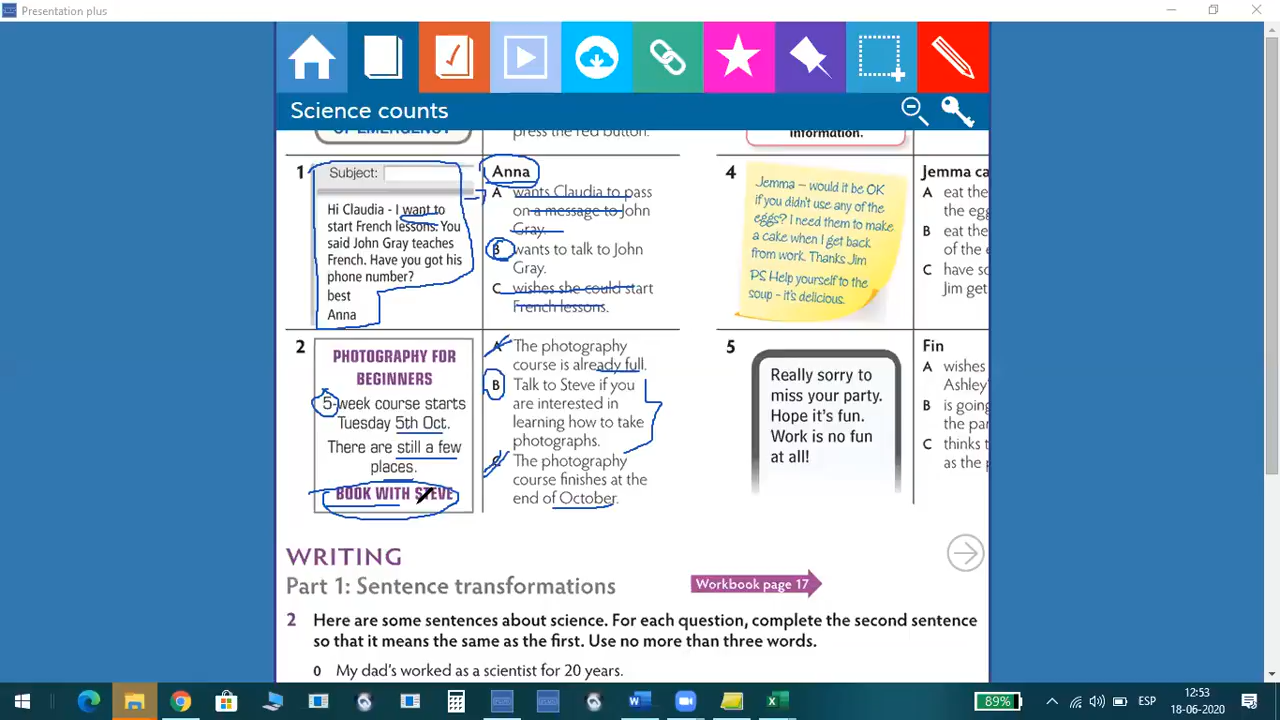 Presentation plus
Science counts
OF EMERGENCY
press the red button.
information.
1
Subject:
Hi Claudia - I want to
start French lessons. You
said John Gray teaches
French. Have you got his
phone number?
best
Anna
Anna
A wants Claudia to pass
on a message to John
Gray.
B wants to talk to John
Gray.
C wishes she could start
French lessons.
2
PHOTOGRAPHY FOR
BEGINNERS
5-week course starts
Tuesday 5th Oct.
There are still a few
places.
BOOK WITH STEVE
A The photography
course is already full.
B Talk to Steve if you
are interested in
learning how to take
photographs.
C The photography
course finishes at the
end of October.
4
Jemma – would it be OK
if you didn't use any of the
eggs? I need them to make
a cake when I get back
from work. Thanks Jim
PS Help yourself to the
soup – it's delicious.
Jemma ca
A eat the
the egg
B eat the
of the e
C have so
Jim get
5
Really sorry to
miss your party.
Hope it's fun.
Work is no fun
at all!
Fin
A wishes
Ashley'
B is going
the par
C thinks t
as the p
WRITING
Part 1: Sentence transformations
Workbook page 17
2 Here are some sentences about science. For each question, complete the second sentence
so that it means the same as the first. Use no more than three words.
0 My dad's worked as a scientist for 20 years.
89%
ESP
12:53
18-06-2020